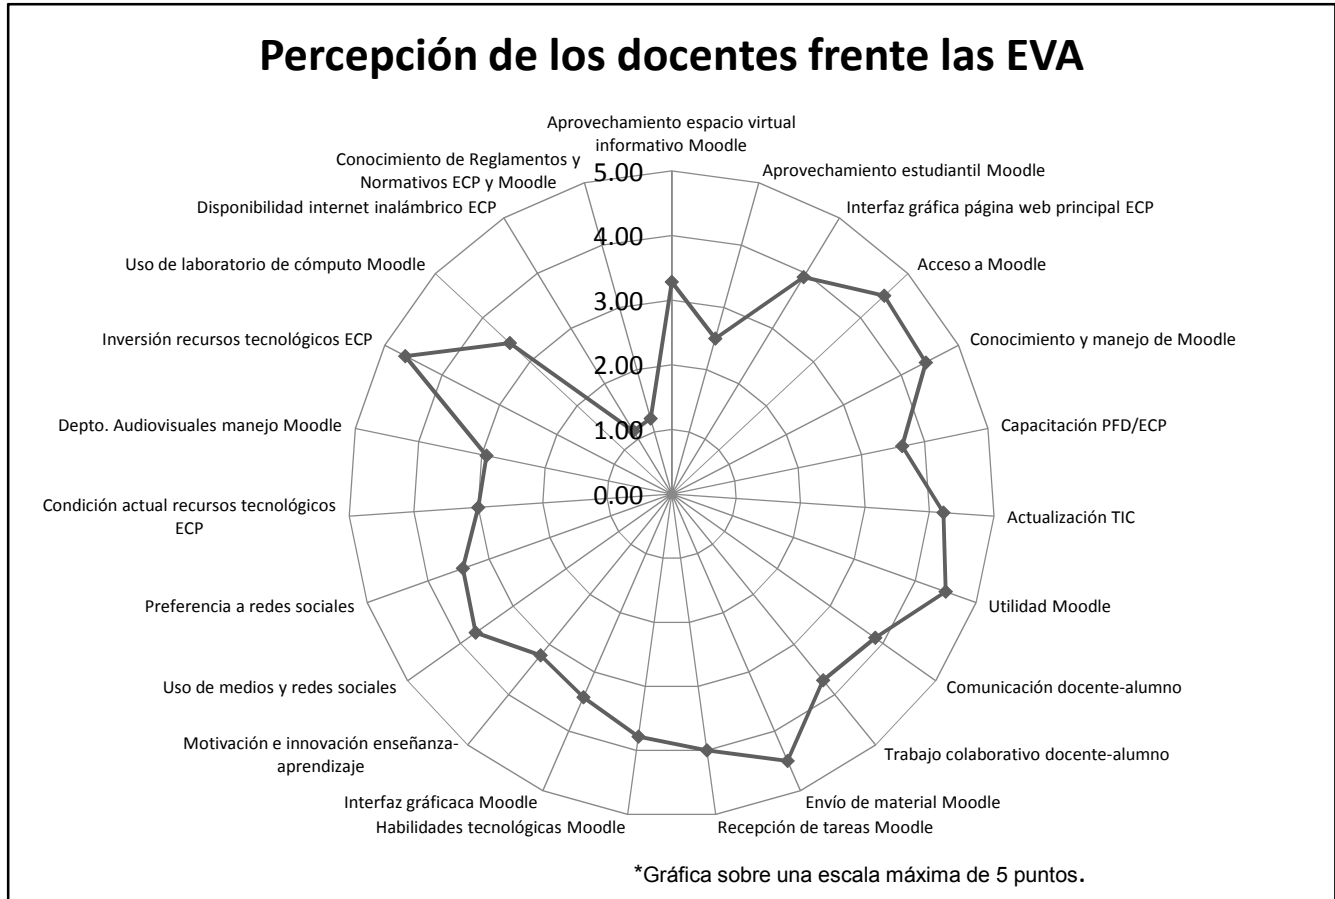 Percepción de los docentes frente las EVA
Aprovechamiento espacio virtual
informativo Moodle
Conocimiento de Reglamentos y
Normativos ECP y Moodle
5.00
Aprovechamiento estudiantil Moodle
Disponibilidad internet inalámbrico ECP
Interfaz gráfica página web principal ECP
4.00
Uso de laboratorio de cómputo Moodle
Acceso a Moodle
3.00
Inversión recursos tecnológicos ECP
Conocimiento y manejo de Moodle
2.00
Depto. Audiovisuales manejo Moodle
Capacitación PFD/ECP
1.00
0.00
Condición actual recursos tecnológicos
ECP
Actualización TIC
Preferencia a redes sociales
Utilidad Moodle
Uso de medios y redes sociales
Comunicación docente-alumno
Motivación e innovación enseñanza-
aprendizaje
Trabajo colaborativo docente-alumno
Interfaz gráficaca Moodle
Envío de material Moodle
Habilidades tecnológicas Moodle
Recepción de tareas Moodle
*Gráfica sobre una escala máxima de 5 puntos.